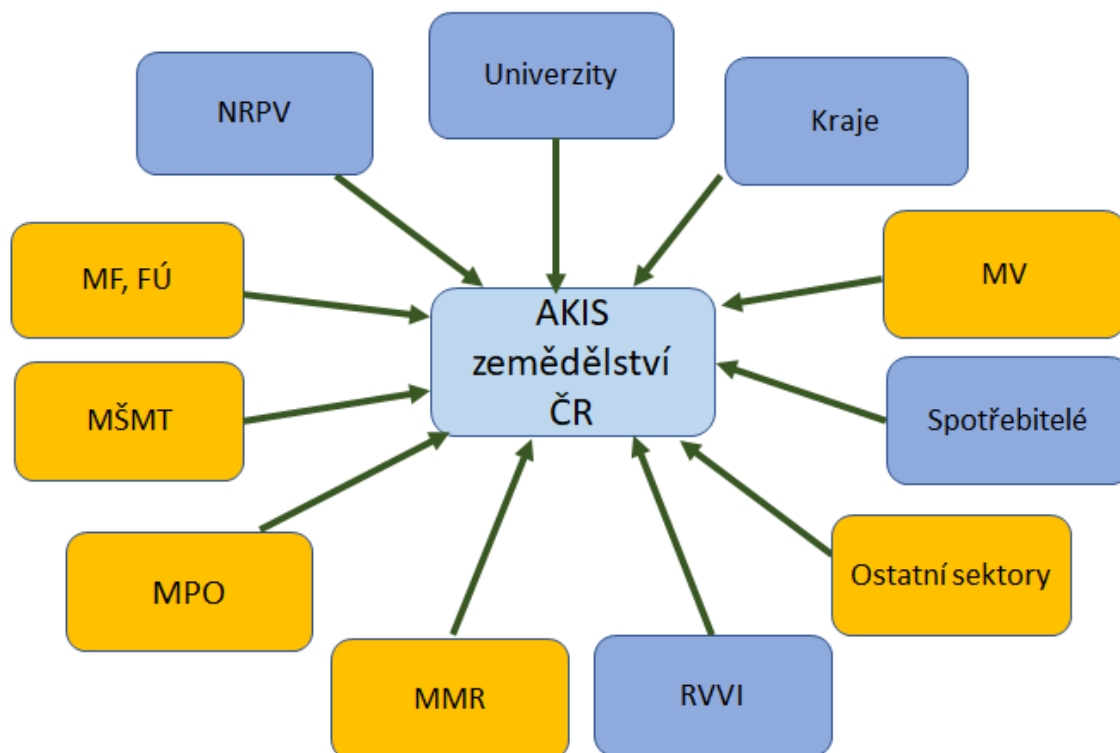 Univerzity
NRPV
Kraje
MF, FÚ
MV
AKIS
zemědělství
ČR
MŠMT
Spotřebitelé
MPO
Ostatní sektory
MMR
RVVI